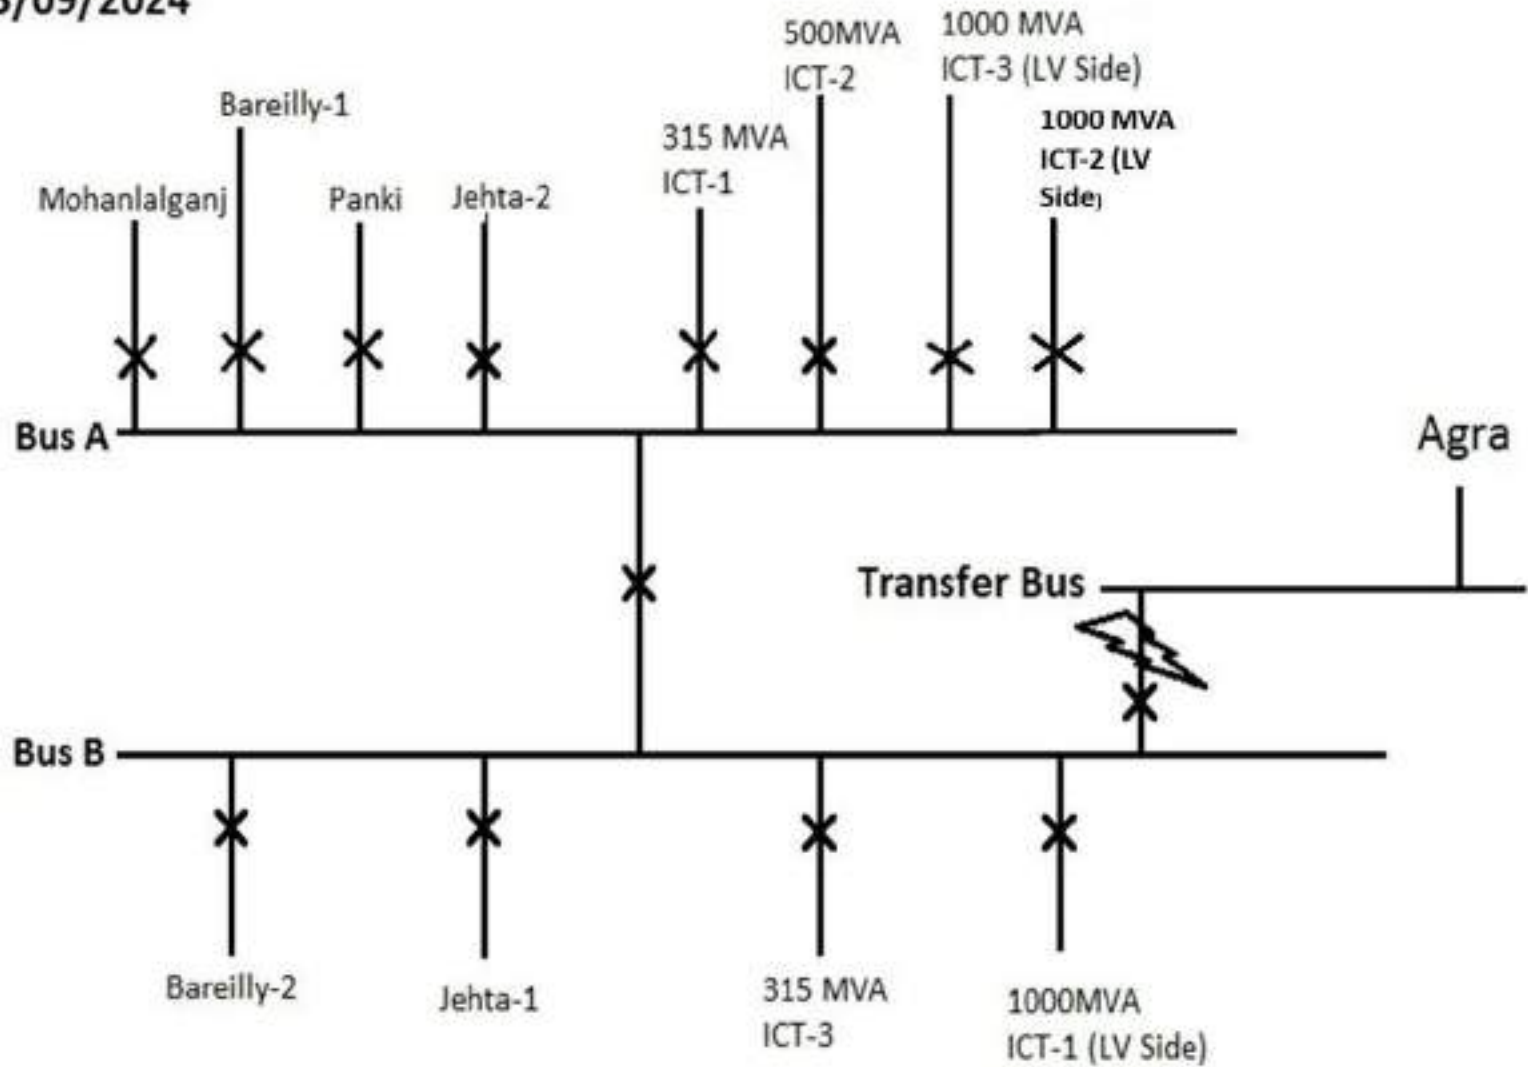 /09/2024
500MVA
ICT-2
1000 MVA
ICT-3 (LV Side)
Bareilly-1
315 MVA
ICT-1
1000 MVA
ICT-2 (LV
Side)
Mohanlalganj
Panki
Jehta-2
Bus A
Agra
Transfer Bus
Bus B
Bareilly-2
Jehta-1
315 MVA
ICT-3
1000MVA
ICT-1 (LV Side)